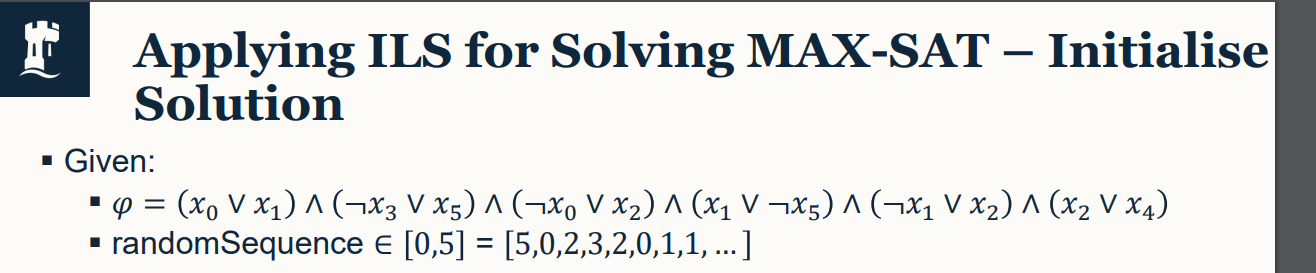 Applying ILS for Solving MAX-SAT – Initialise
Solution
▪ Given:
▪ 𝜑 = (𝑥₀ ∨ 𝑥₁) ∧ (¬𝑥₃ ∨ 𝑥₅) ∧ (¬𝑥₀ ∨ 𝑥₂) ∧ (𝑥₁ ∨ ¬𝑥₅) ∧ (¬𝑥₁ ∨ 𝑥₂) ∧ (𝑥₂ ∨ 𝑥₄)
▪ randomSequence ∈ [0,5] = [5,0,2,3,2,0,1,1, … ]